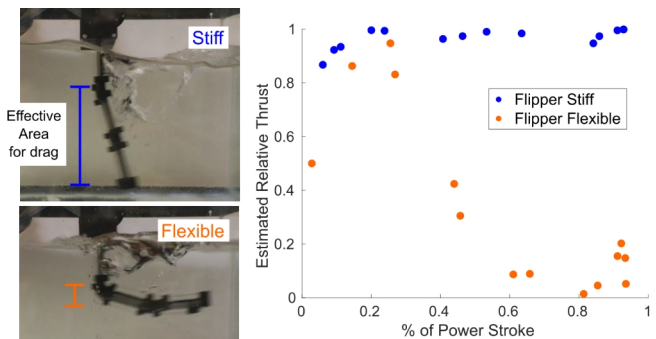 Stiff
Effective
Area
for drag
Flexible
Estimated Relative Thrust
1
0.8
0.6
0.4
0.2
0
Flipper Stiff
Flipper Flexible
0
0.2
0.4
0.6
0.8
1
% of Power Stroke